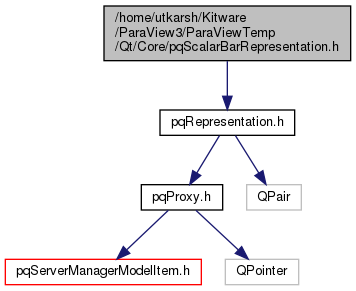 /home/utkarsh/Kitware
/ParaView3/ParaViewTemp
/Qt/Core/pqScalarBarRepresentation.h
pqRepresentation.h
pqProxy.h
QPair
pqServerManagerModelItem.h
QPointer